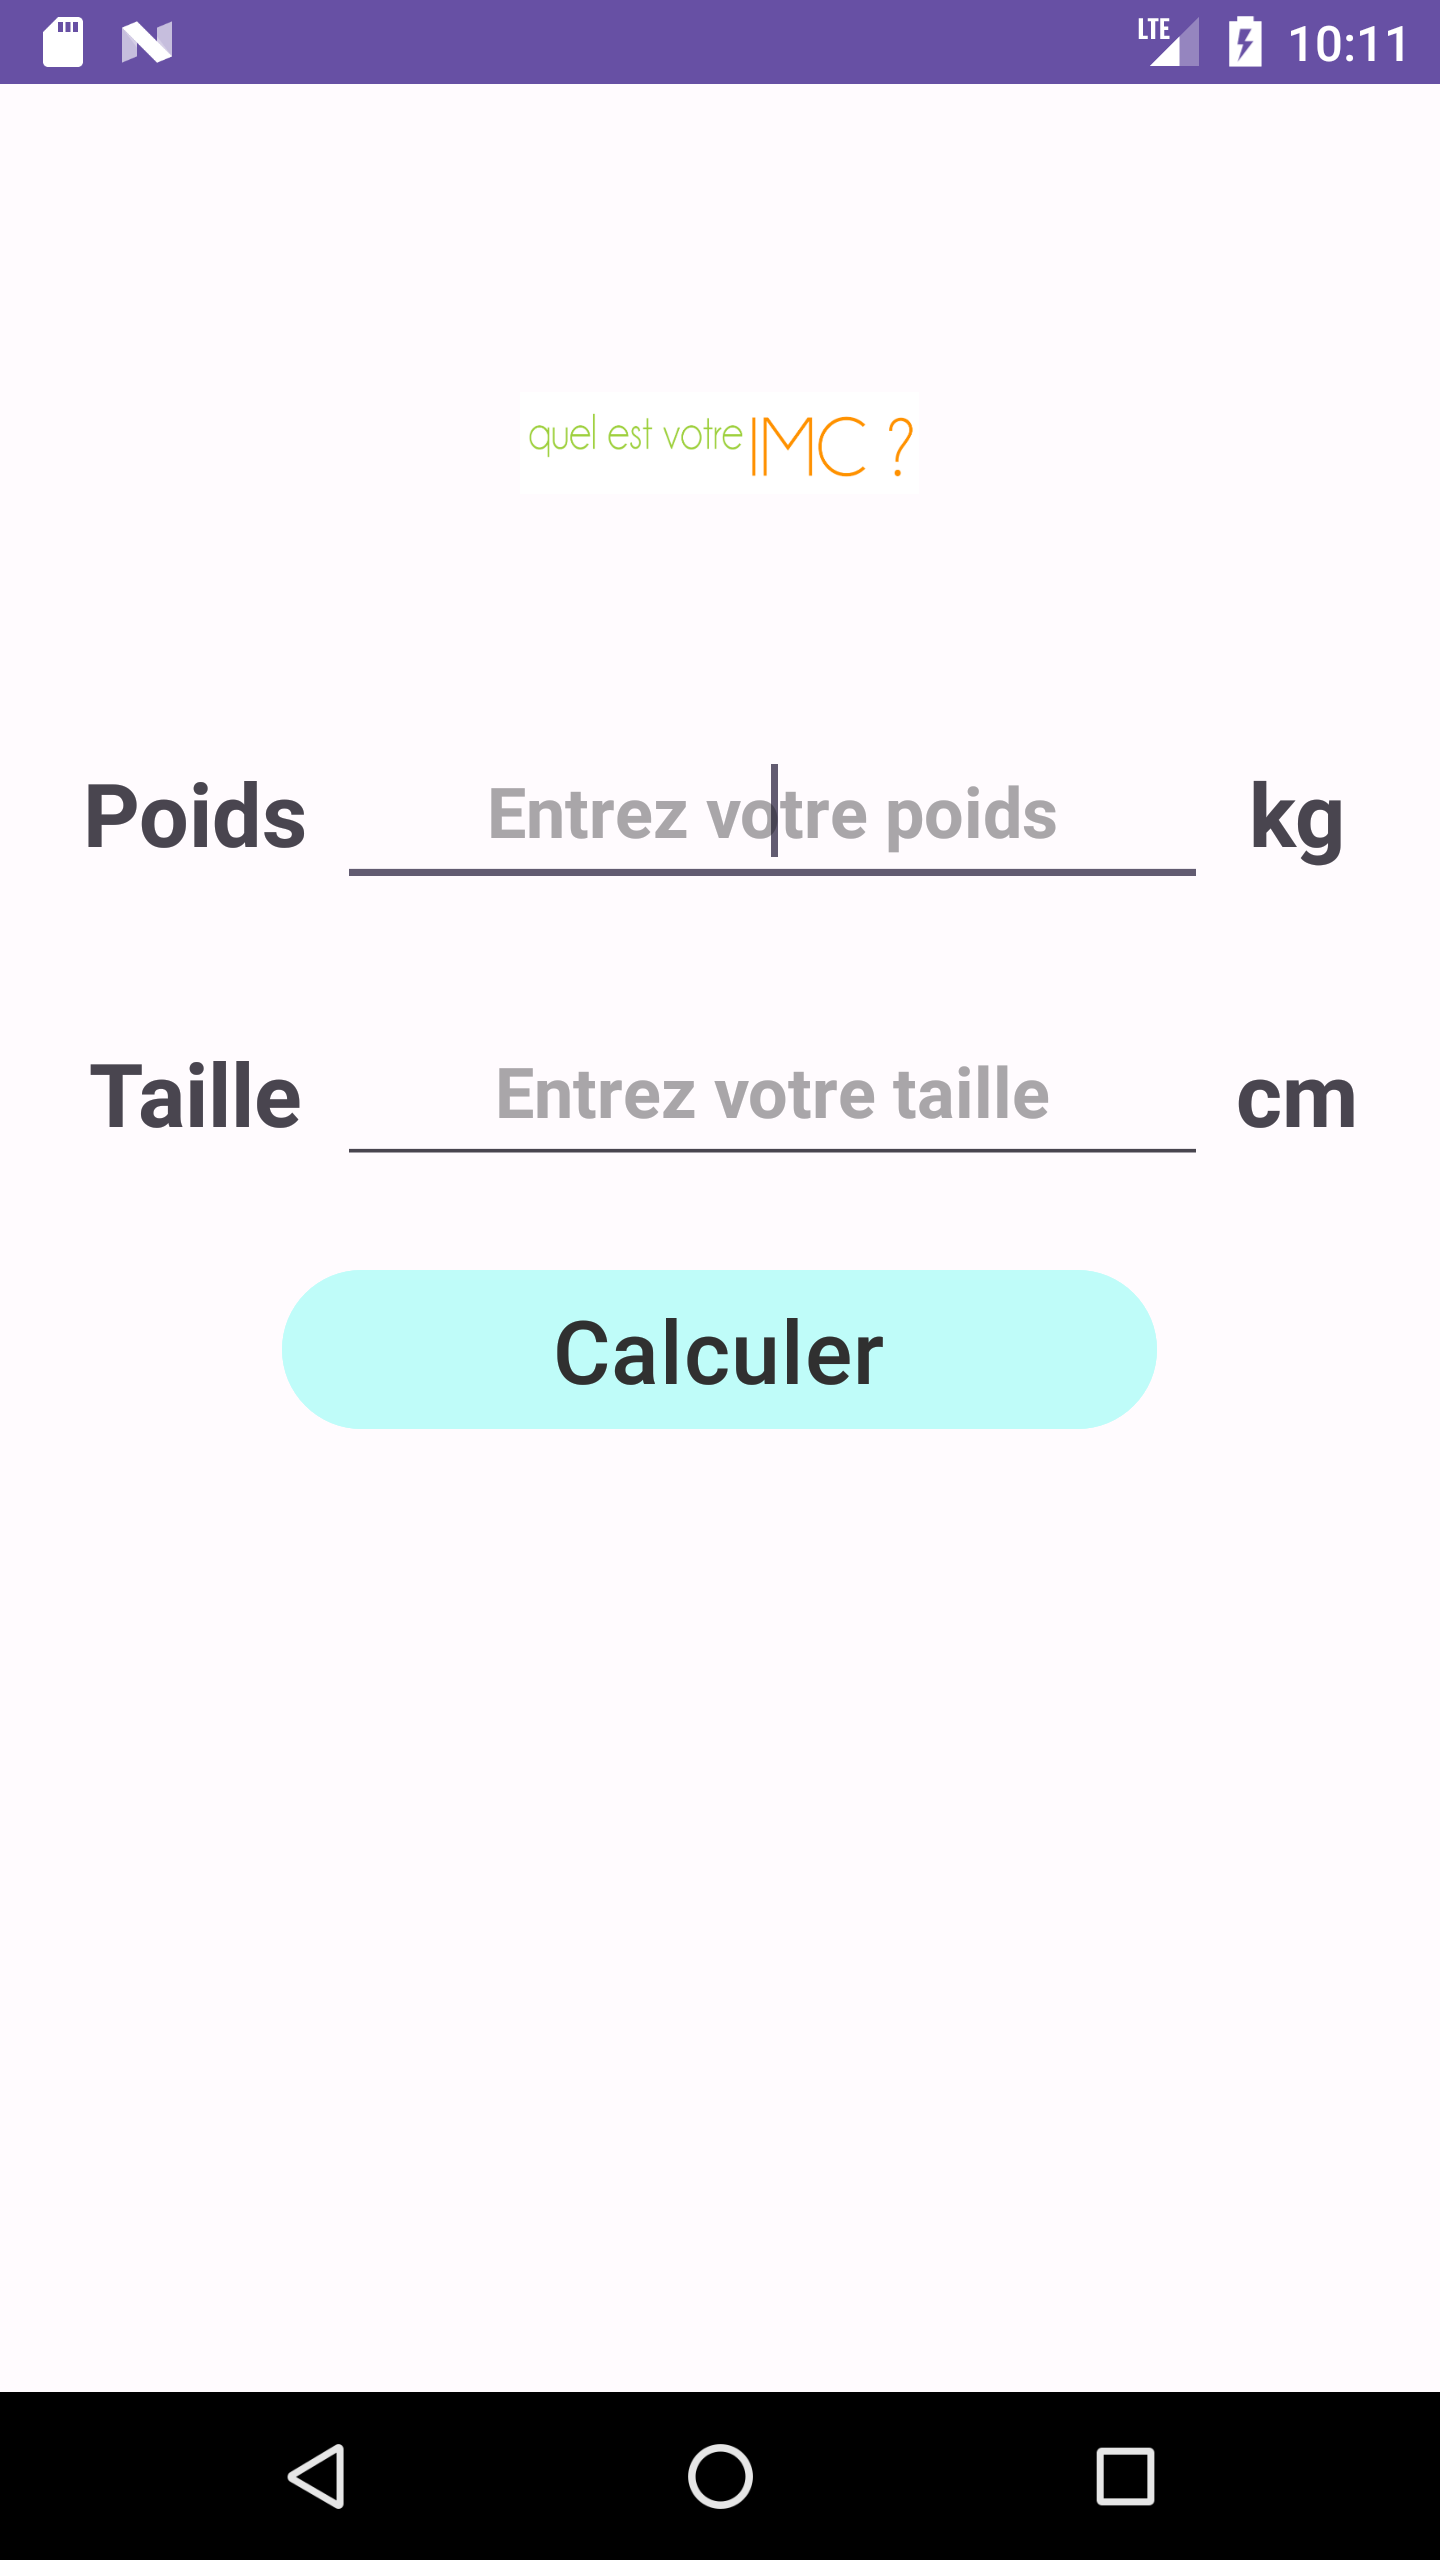 LTE 10:11
quel est votre IMC ?
Poids Entrez votre poids kg
Taille Entrez votre taille cm
Calculer